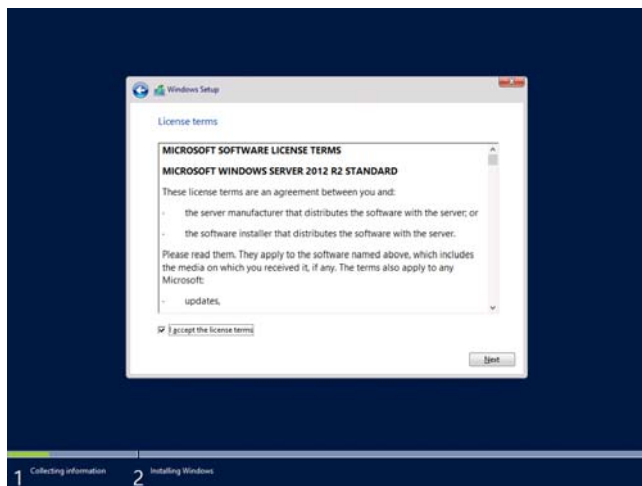 Windows Setup
License terms
MICROSOFT SOFTWARE LICENSE TERMS
MICROSOFT WINDOWS SERVER 2012 R2 STANDARD
These license terms are an agreement between you and:
· the server manufacturer that distributes the software with the server; or
· the software installer that distributes the software with the server.
Please read them. They apply to the software named above, which includes
the media on which you received it, if any. The terms also apply to any
Microsoft:
· updates,
I accept the license terms
Next
1 Collecting information 2 Installing Windows